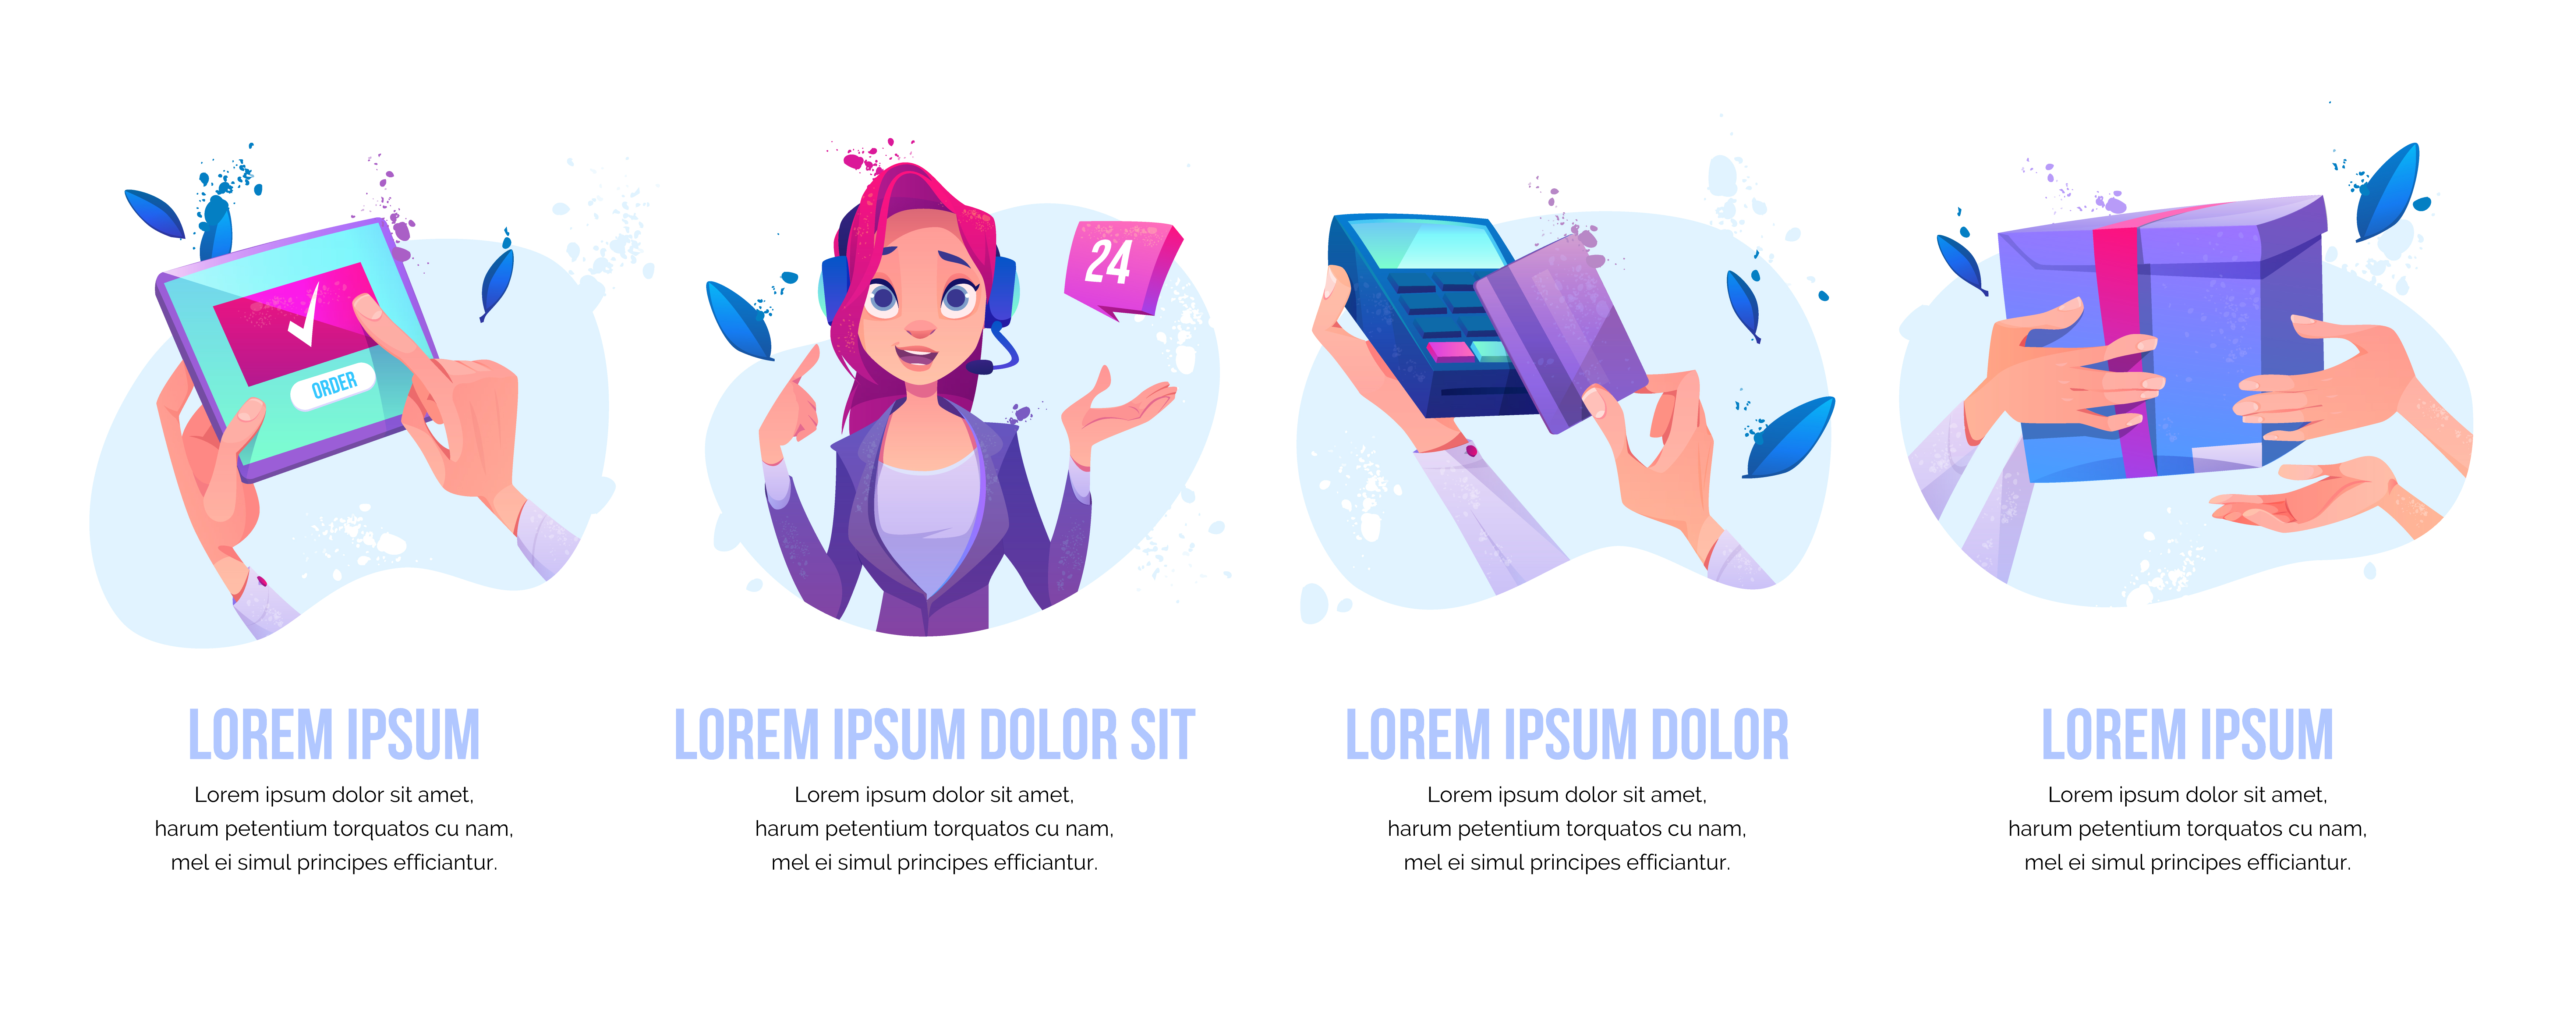 ORDER
24
LOREM IPSUM
Lorem ipsum dolor sit amet,
harum petentium torquatos cu nam,
mel ei simul principes efficiantur.
LOREM IPSUM DOLOR SIT
Lorem ipsum dolor sit amet,
harum petentium torquatos cu nam,
mel ei simul principes efficiantur.
LOREM IPSUM DOLOR
Lorem ipsum dolor sit amet,
harum petentium torquatos cu nam,
mel ei simul principes efficiantur.
LOREM IPSUM
Lorem ipsum dolor sit amet,
harum petentium torquatos cu nam,
mel ei simul principes efficiantur.